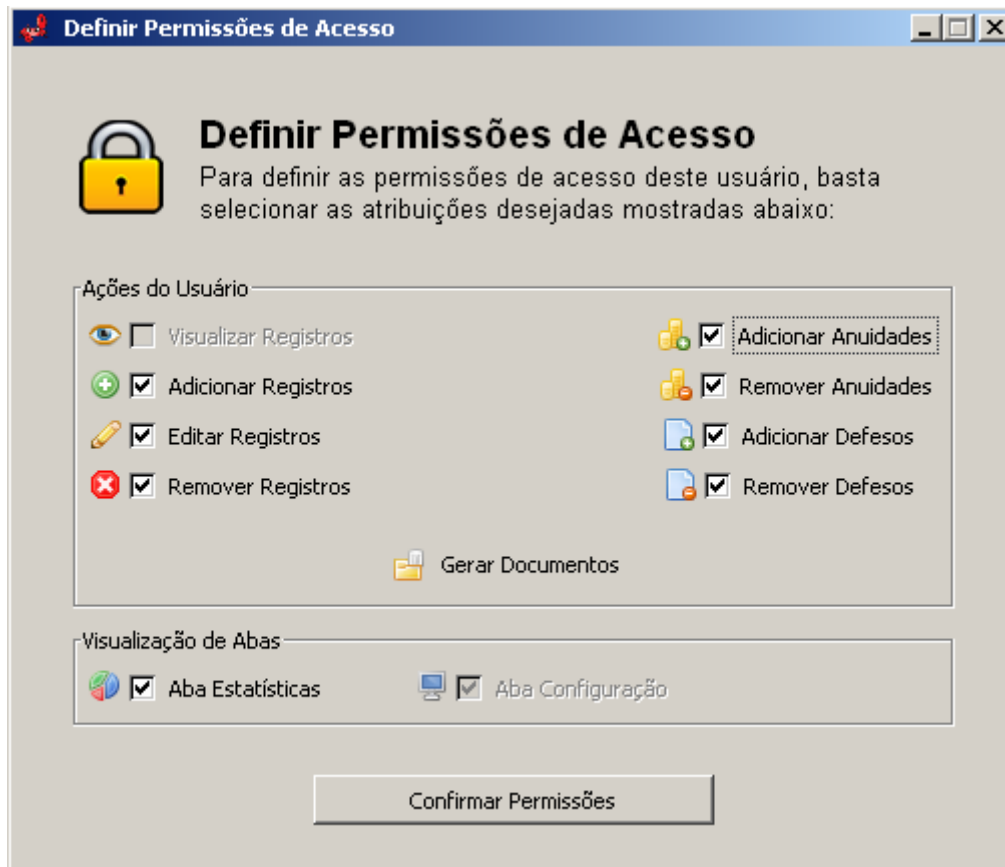 Definir Permissões de Acesso
Definir Permissões de Acesso
Para definir as permissões de acesso deste usuário, basta
selecionar as atribuições desejadas mostradas abaixo:
Ações do Usuário
Visualizar Registros
Adicionar Anuidades
Adicionar Registros
Remover Anuidades
Editar Registros
Adicionar Defesos
Remover Registros
Remover Defesos
Gerar Documentos
Visualização de Abas
Aba Estatísticas
Aba Configuração
Confirmar Permissões